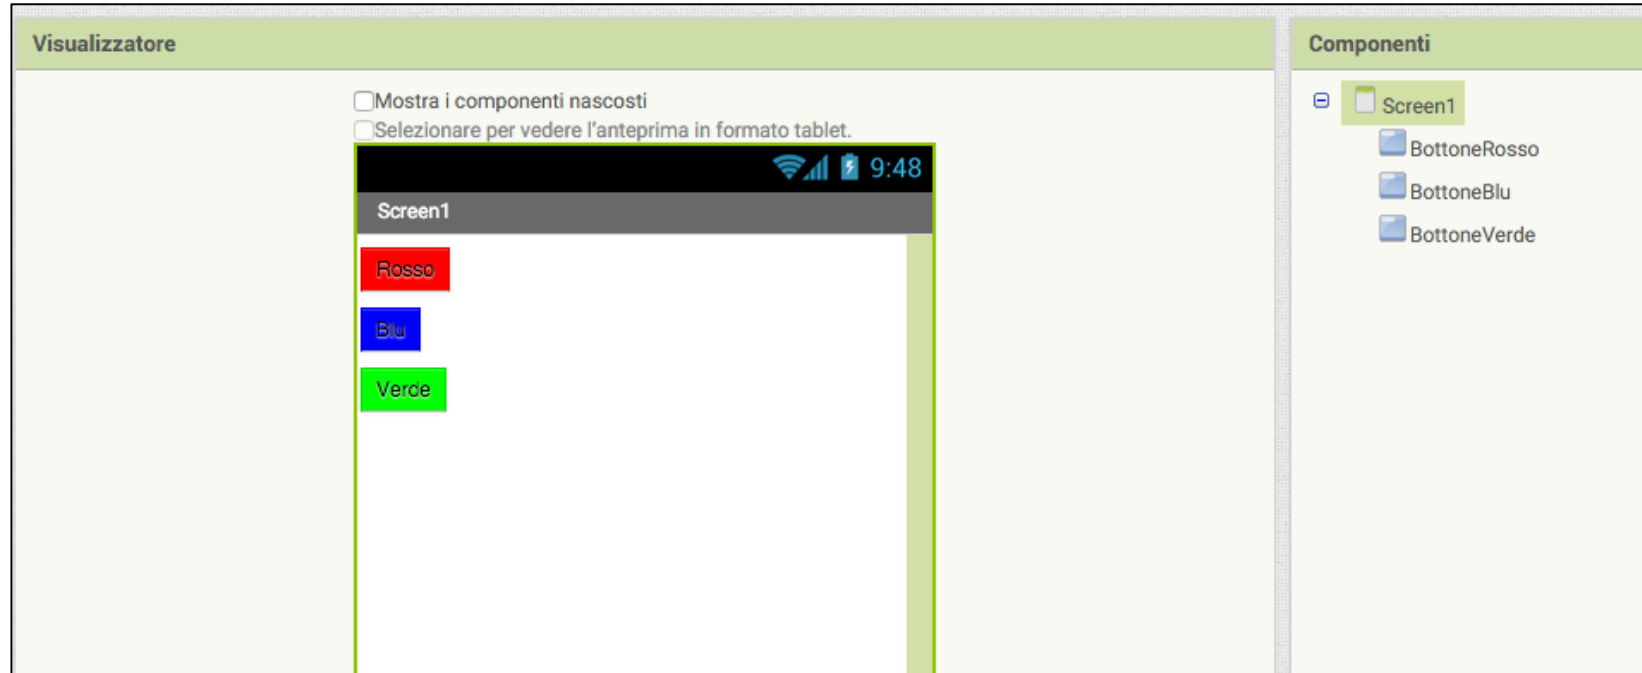 Visualizzatore
Componenti
Mostra i componenti nascosti
Selezionare per vedere l'anteprima in formato tablet.
9:48
Screen1
Rosso
Blu
Verde
Screen1
BottoneRosso
BottoneBlu
BottoneVerde